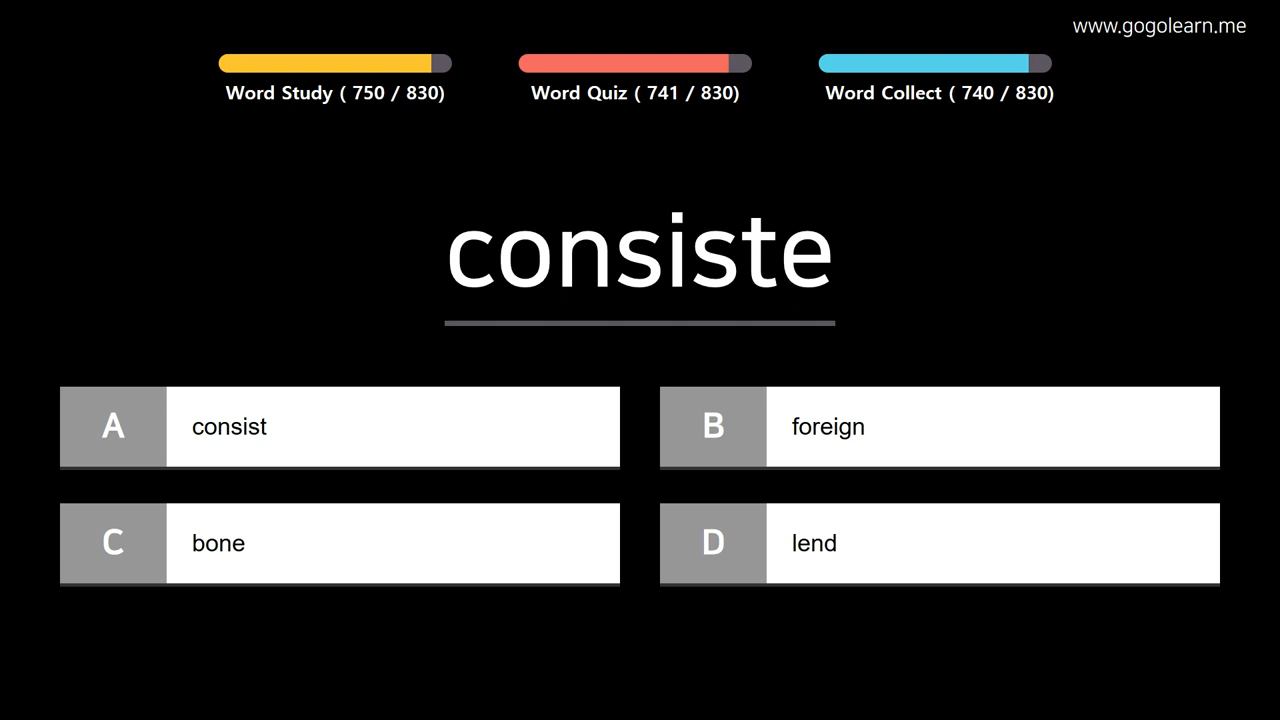 www.gogolearn.me
Word Study ( 750 / 830)
Word Quiz ( 741 / 830)
Word Collect ( 740 / 830)
consiste
A consist
B foreign
C bone
D lend